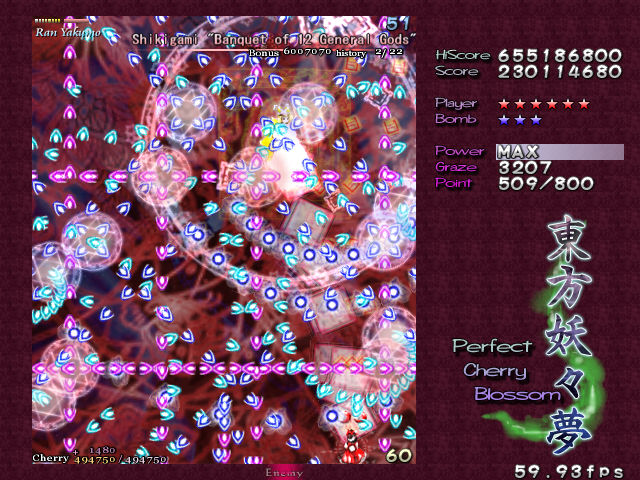 Ran Yakumo
51
Shikigami "Banquet of 12 General Gods"
Bonus 6007070 history 2/22
HiScore 655186800
Score 230114680
Player
Bomb
Power MAX
Graze 3207
Point 509/800
東方妖々夢
Perfect
Cherry
Blossom
+ 1480
Cherry 494750/494750
60
Enemy
59.93fps